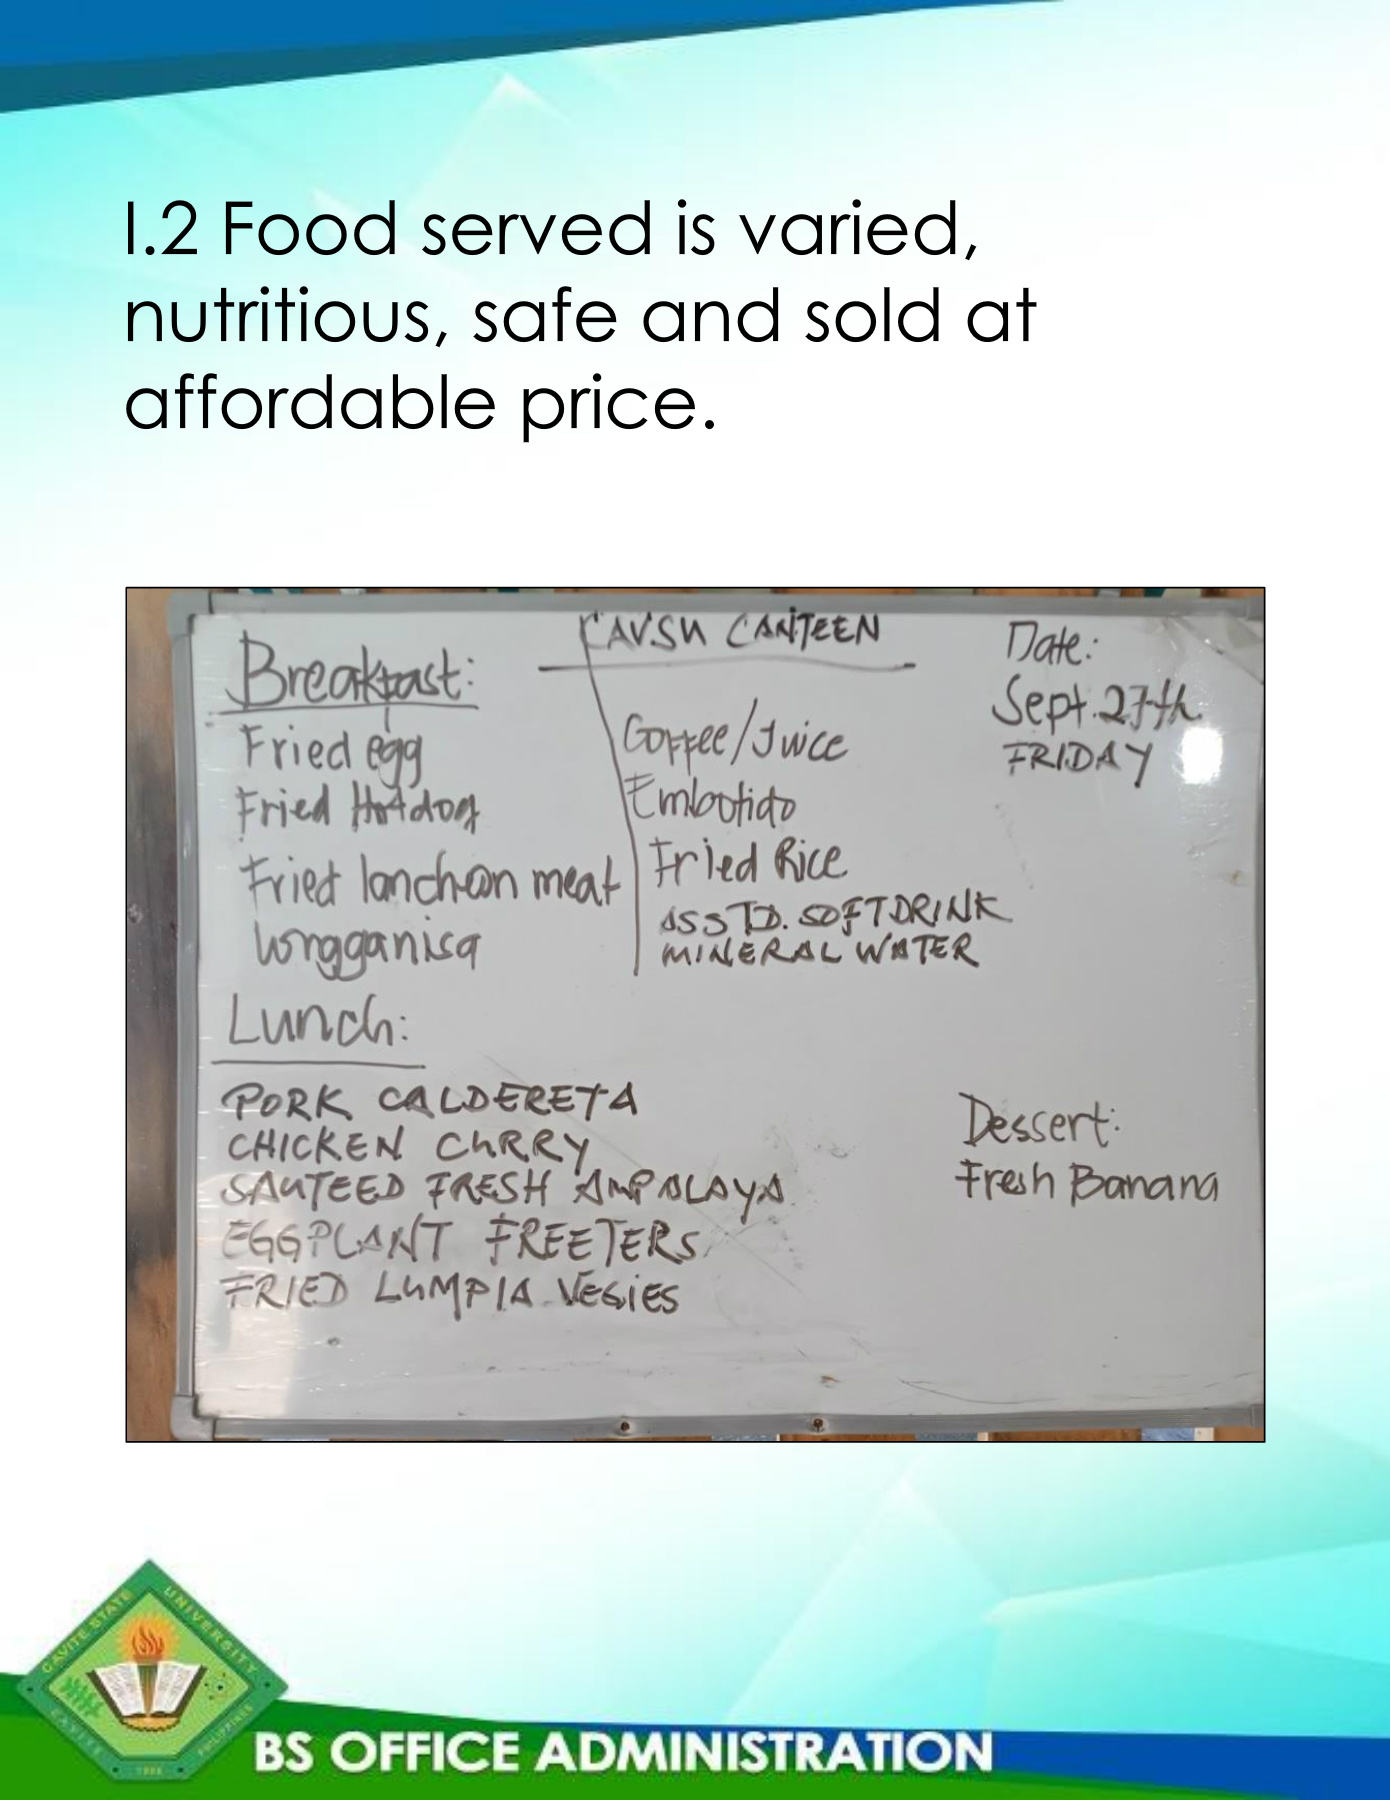 I.2 Food served is varied,
nutritious, safe and sold at
affordable price.
CAVSU CANTEEN
Date:
Sept. 27th
FRIDAY
Breakfast:
Fried egg
Fried Hotdog
Fried lancheon meat
longganisa
Coffee/Juice
Embotido
Fried Rice
ASSTD. SOFTDRINK
MINERAL WATER
Lunch:
PORK CALDERETA
CHICKEN CURRY
SAUTEED FRESH AMPALAYA
EGGPLANT FREETERS
FRIED LUMPIA VEGIES
Dessert:
Fresh Banana
CAVITE STATE UNIVERSITY
CAVITE PHILIPPINES
1906
BS OFFICE ADMINISTRATION